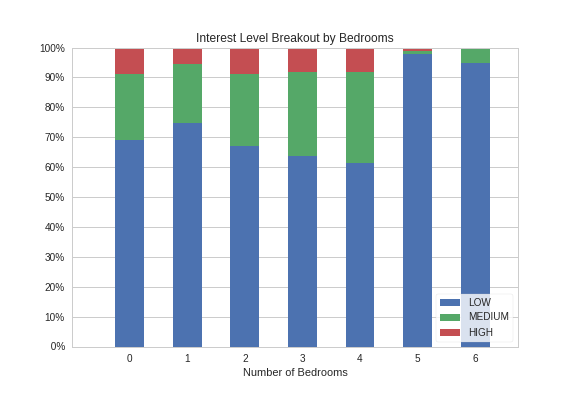 Interest Level Breakout by Bedrooms
100%
90%
80%
70%
60%
50%
40%
30%
20%
10%
0%
LOW
MEDIUM
HIGH
0 1 2 3 4 5 6
Number of Bedrooms